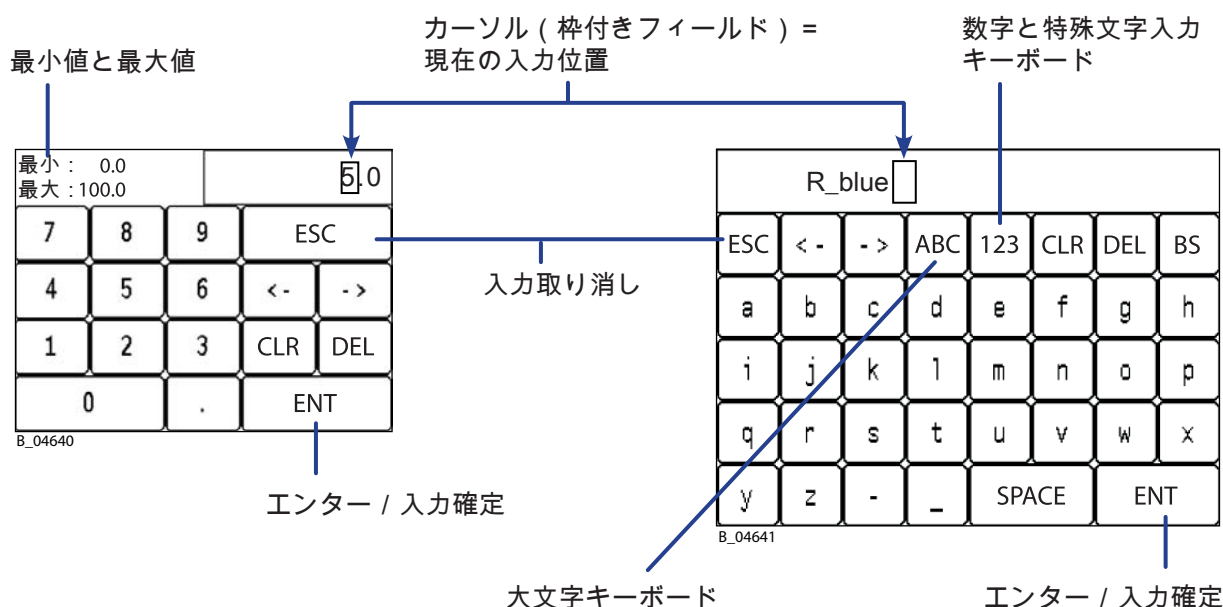 カーソル ( 枠付きフィールド ) =
現在の入力位置
数字と特殊文字入力
キーボード
最小値と最大値
最小 : 0.0
最大 : 100.0
5.0
7 8 9 ESC
4 5 6 <- ->
1 2 3 CLR DEL
0 . ENT
B_04640
入力取り消し
エンター / 入力確定
R_blue
ESC <- -> ABC 123 CLR DEL BS
a b c d e f g h
i j k l m n o p
q r s t u v w x
y z - _ SPACE ENT
B_04641
大文字キーボード
エンター / 入力確定